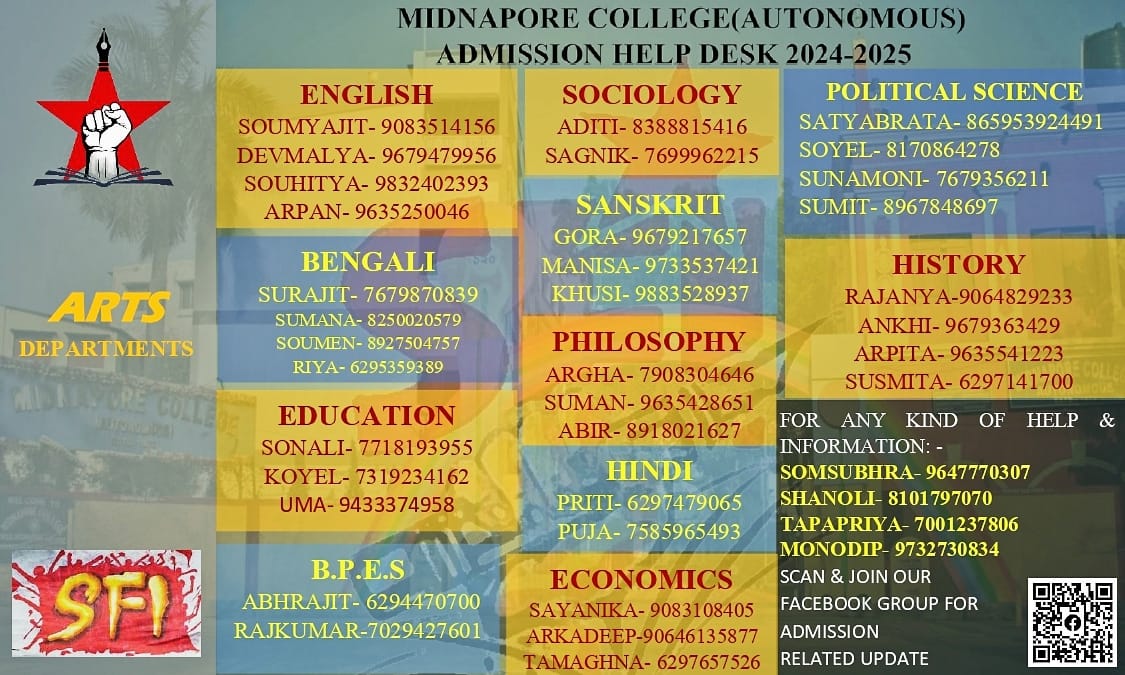 MIDNAPORE COLLEGE(AUTONOMOUS)
ADMISSION HELP DESK 2024-2025
ARTS
DEPARTMENTS
SFI
ENGLISH
SOUMYAJIT- 9083514156
DEVMALYA- 9679479956
SOUHITYA- 9832402393
ARPAN- 9635250046
BENGALI
SURAJIT- 7679870839
SUMANA- 8250020579
SOUMEN- 8927504757
RIYA- 6295359389
EDUCATION
SONALI- 7718193955
KOYEL- 7319234162
UMA- 9433374958
B.P.E.S
ABHRAJIT- 6294470700
RAJKUMAR-7029427601
SOCIOLOGY
ADITI- 8388815416
SAGNIK- 7699962215
SANSKRIT
GORA- 9679217657
MANISA- 9733537421
KHUSI- 9883528937
PHILOSOPHY
ARGHA- 7908304646
SUMAN- 9635428651
ABIR- 8918021627
HINDI
PRITI- 6297479065
PUJA- 7585965493
ECONOMICS
SAYANIKA- 9083108405
ARKADEEP-90646135877
TAMAGHNA- 6297657526
POLITICAL SCIENCE
SATYABRATA- 865953924491
SOYEL- 8170864278
SUNAMONI- 7679356211
SUMIT- 8967848697
HISTORY
RAJANYA-9064829233
ANKHI- 9679363429
ARPITA- 9635541223
SUSMITA- 6297141700
FOR ANY KIND OF HELP &
INFORMATION: -
SOMSUBHRA- 9647770307
SHANOLI- 8101797070
TAPAPRIYA- 7001237806
MONODIP- 9732730834
SCAN & JOIN OUR
FACEBOOK GROUP FOR
ADMISSION
RELATED UPDATE
MIDNAPORE COLLEGE